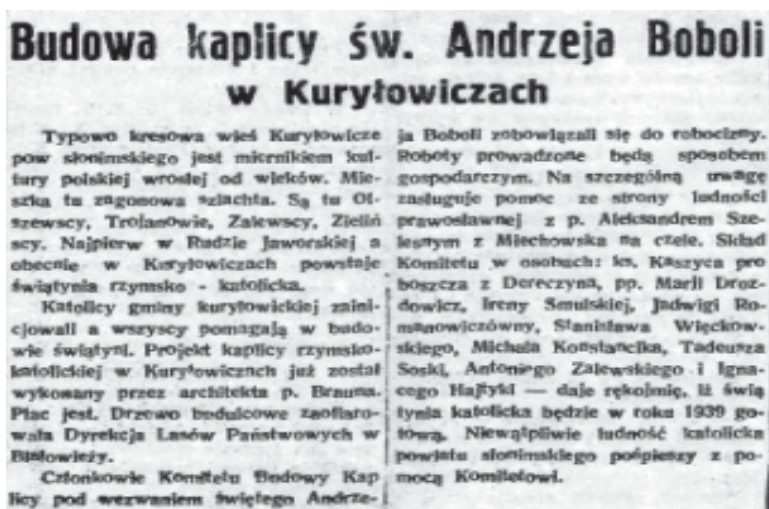 Budowa kaplicy św. Andrzeja Boboli
w Kuryłowiczach
Typowo kresowa wieś Kuryłowicze
pow słonimskiego jest miernikiem kul-
tury polskiej wrosłej od wieków. Mie-
szka tu zagonowa szlachta. Są tu Ol-
szewscy, Trojanowie, Zalewscy, Zieliń
scy. Najpierw w Rudzie Jaworskiej a
obecnie w Kuryłowiczach powstaje
świątynia rzymsko - katolicka.
Katolicy gminy kuryłowickiej zaini-
cjowali a wszyscy pomagają w budo-
wie świątyni. Projekt kaplicy rzymsko-
katolickiej w Kuryłowiczach już został
wykonany przez architekta p. Brauna.
Plac jest. Drzewo budulcowe zaofiaro-
wała Dyrekcja Lasów Państwowych w
Białowieży.
Członkowie Komitetu Budowy Kap
licy pod wezwaniem świętego Andrze-
ja Boboli zobowiązali się do robocizny.
Roboty prowadzone będą sposobem
gospodarczym. Na szczególną uwagę
zasługuje pomoc ze strony ludności
prawosławnej z p. Aleksandrem Sze-
lesnym z Miechowska na czele. Skład
Komitetu w osobach: ks. Kaszyca pro
boszcza z Dereczyna, pp. Marii Droz-
dowicz, Ireny Smulskiej, Jadwigi Ro-
manowiczówny, Stanisława Więckow-
skiego, Michała Konstancika, Tadeusza
Soski, Antoniego Zalewskiego i Igna-
cego Hajtyki — daje rękojmię, iż świą
tynia katolicka będzie w roku 1939 go-
tową. Niewątpliwie ludność katolicka
powiatu słonimskiego pośpieszy z po-
mocą Komitetowi.